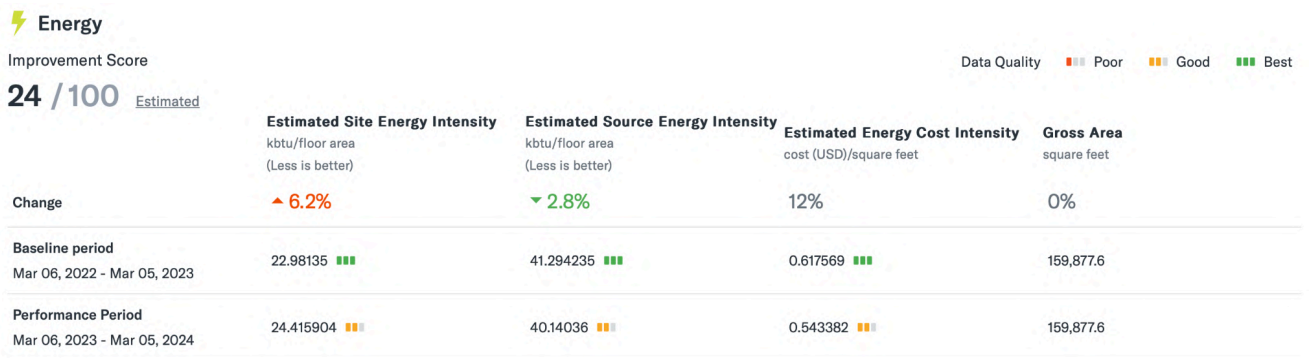 Energy
Improvement Score
Data Quality Poor Good Best
24 / 100 Estimated
Estimated Site Energy Intensity Estimated Source Energy Intensity Estimated Energy Cost Intensity Gross Area
kbtu/floor area kbtu/floor area cost (USD)/square feet square feet
(Less is better) (Less is better)
Change 6.2% 2.8% 12% 0%
Baseline period
Mar 06, 2022 - Mar 05, 2023 22.98135 41.294235 0.617569 159,877.6
Performance Period
Mar 06, 2023 - Mar 05, 2024 24.415904 40.14036 0.543382 159,877.6